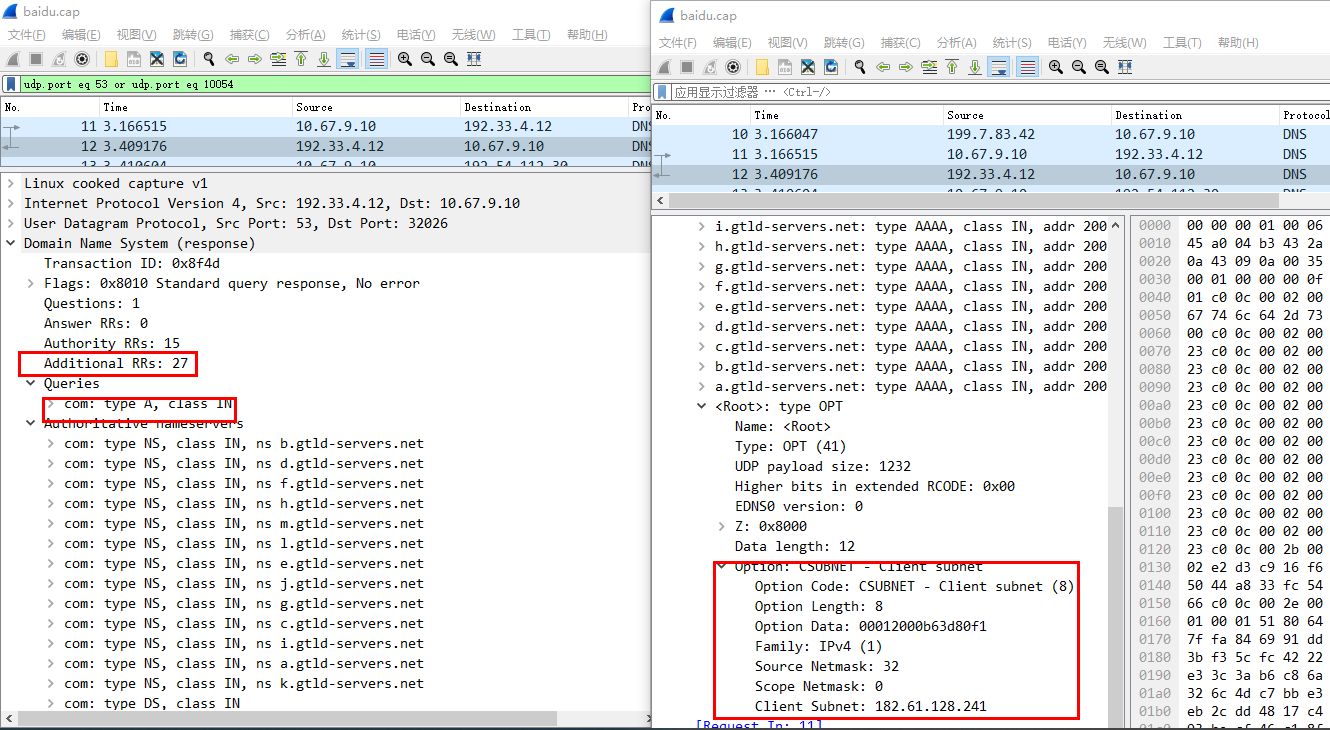 baidu.cap
文件(F) 编辑(E) 视图(V) 跳转(G) 捕获(C) 分析(A) 统计(S) 电话(Y) 无线(W) 工具(T) 帮助(H)
udp.port eq 53 or udp.port eq 10054
No. Time Source Destination Pro
11 3.166515 10.67.9.10 192.33.4.12 DNS
12 3.409176 192.33.4.12 10.67.9.10 DNS
13 3.410604 10.67.9.10 192.54.112.30 DNS
Linux cooked capture v1
Internet Protocol Version 4, Src: 192.33.4.12, Dst: 10.67.9.10
User Datagram Protocol, Src Port: 53, Dst Port: 32026
Domain Name System (response)
Transaction ID: 0x8f4d
Flags: 0x8010 Standard query response, No error
Questions: 1
Answer RRs: 0
Authority RRs: 15
Additional RRs: 27
Queries
com: type A, class IN
Authoritative nameservers
com: type NS, class IN, ns b.gtld-servers.net
com: type NS, class IN, ns d.gtld-servers.net
com: type NS, class IN, ns f.gtld-servers.net
com: type NS, class IN, ns h.gtld-servers.net
com: type NS, class IN, ns m.gtld-servers.net
com: type NS, class IN, ns l.gtld-servers.net
com: type NS, class IN, ns e.gtld-servers.net
com: type NS, class IN, ns j.gtld-servers.net
com: type NS, class IN, ns g.gtld-servers.net
com: type NS, class IN, ns c.gtld-servers.net
com: type NS, class IN, ns i.gtld-servers.net
com: type NS, class IN, ns a.gtld-servers.net
com: type NS, class IN, ns k.gtld-servers.net
com: type DS, class IN
baidu.cap
文件(F) 编辑(E) 视图(V) 跳转(G) 捕获(C) 分析(A) 统计(S) 电话(Y) 无线(W) 工具(T) 帮助(H)
应用显示过滤器 … <Ctrl-/>
No. Time Source Destination Protocol
10 3.166047 199.7.83.42 10.67.9.10 DNS
11 3.166515 10.67.9.10 192.33.4.12 DNS
12 3.409176 192.33.4.12 10.67.9.10 DNS
i.gtld-servers.net: type AAAA, class IN, addr 200
h.gtld-servers.net: type AAAA, class IN, addr 200
g.gtld-servers.net: type AAAA, class IN, addr 200
f.gtld-servers.net: type AAAA, class IN, addr 200
e.gtld-servers.net: type AAAA, class IN, addr 200
d.gtld-servers.net: type AAAA, class IN, addr 200
c.gtld-servers.net: type AAAA, class IN, addr 200
b.gtld-servers.net: type AAAA, class IN, addr 200
a.gtld-servers.net: type AAAA, class IN, addr 200
<Root>: type OPT
Name: <Root>
Type: OPT (41)
UDP payload size: 1232
Higher bits in extended RCODE: 0x00
EDNS0 version: 0
Z: 0x8000
Data length: 12
Option: CSUBNET - Client subnet
Option Code: CSUBNET - Client subnet (8)
Option Length: 8
Option Data: 00012000b63d80f1
Family: IPv4 (1)
Source Netmask: 32
Scope Netmask: 0
Client Subnet: 182.61.128.241
[Request In: 11]
0000 00 00 00 01 00 06
0010 45 a0 04 b3 43 2a
0020 0a 43 09 0a 00 35
0030 00 01 00 00 00 0f
0040 01 c0 0c 00 02 00
0050 67 74 6c 64 2d 73
0060 00 c0 0c 00 02 00
0070 23 c0 0c 00 02 00
0080 23 c0 0c 00 02 00
0090 23 c0 0c 00 02 00
00a0 23 c0 0c 00 02 00
00b0 23 c0 0c 00 02 00
00c0 23 c0 0c 00 02 00
00d0 23 c0 0c 00 02 00
00e0 23 c0 0c 00 02 00
00f0 23 c0 0c 00 02 00
0100 23 c0 0c 00 02 00
0110 23 c0 0c 00 02 00
0120 23 c0 0c 00 2b 00
0130 02 e2 d3 c9 16 f6
0140 50 44 a8 33 fc 54
0150 66 c0 0c 00 2e 00
0160 01 00 01 51 80 64
0170 7f fa 84 69 91 dd
0180 3b f3 5c fc 42 22
0190 e3 3c 3a b6 c8 6a
01a0 32 6c 4d c7 bb e3
01b0 eb 2c dd 48 17 c4